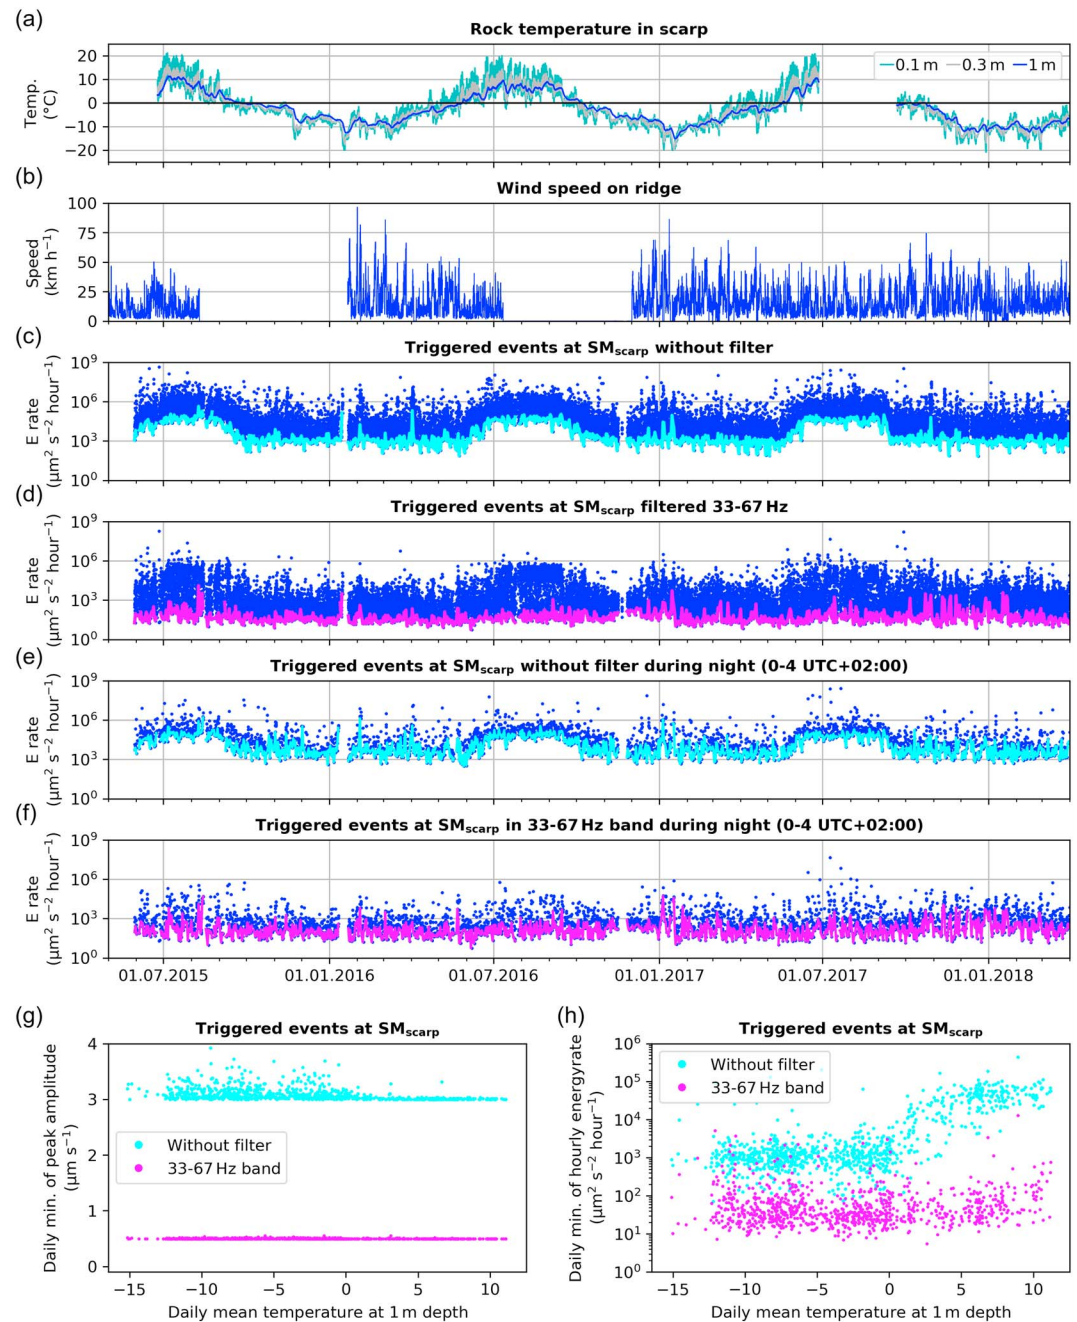 (a)
Rock temperature in scarp
20
10
0
−10
−20
Temp.
(°C)
0.1 m
0.3 m
1 m
(b)
Wind speed on ridge
100
75
50
25
0
Speed
(km h⁻¹)
(c)
Triggered events at SMscarp without filter
10⁹
10⁶
10³
10⁰
E rate
(µm² s⁻² hour⁻¹)
(d)
Triggered events at SMscarp filtered 33-67 Hz
10⁹
10⁶
10³
10⁰
E rate
(µm² s⁻² hour⁻¹)
(e)
Triggered events at SMscarp without filter during night (0-4 UTC+02:00)
10⁹
10⁶
10³
10⁰
E rate
(µm² s⁻² hour⁻¹)
(f)
Triggered events at SMscarp in 33-67 Hz band during night (0-4 UTC+02:00)
10⁹
10⁶
10³
10⁰
E rate
(µm² s⁻² hour⁻¹)
01.07.2015 01.01.2016 01.07.2016 01.01.2017 01.07.2017 01.01.2018
(g)
Triggered events at SMscarp
4
3
2
1
0
Daily min. of peak amplitude
(µm s⁻¹)
Without filter
33-67 Hz band
−15 −10 −5 0 5 10
Daily mean temperature at 1 m depth
(h)
Triggered events at SMscarp
10⁶
10⁵
10⁴
10³
10²
10¹
10⁰
Daily min. of hourly energyrate
(µm² s⁻² hour⁻¹)
Without filter
33-67 Hz band
−15 −10 −5 0 5 10
Daily mean temperature at 1 m depth